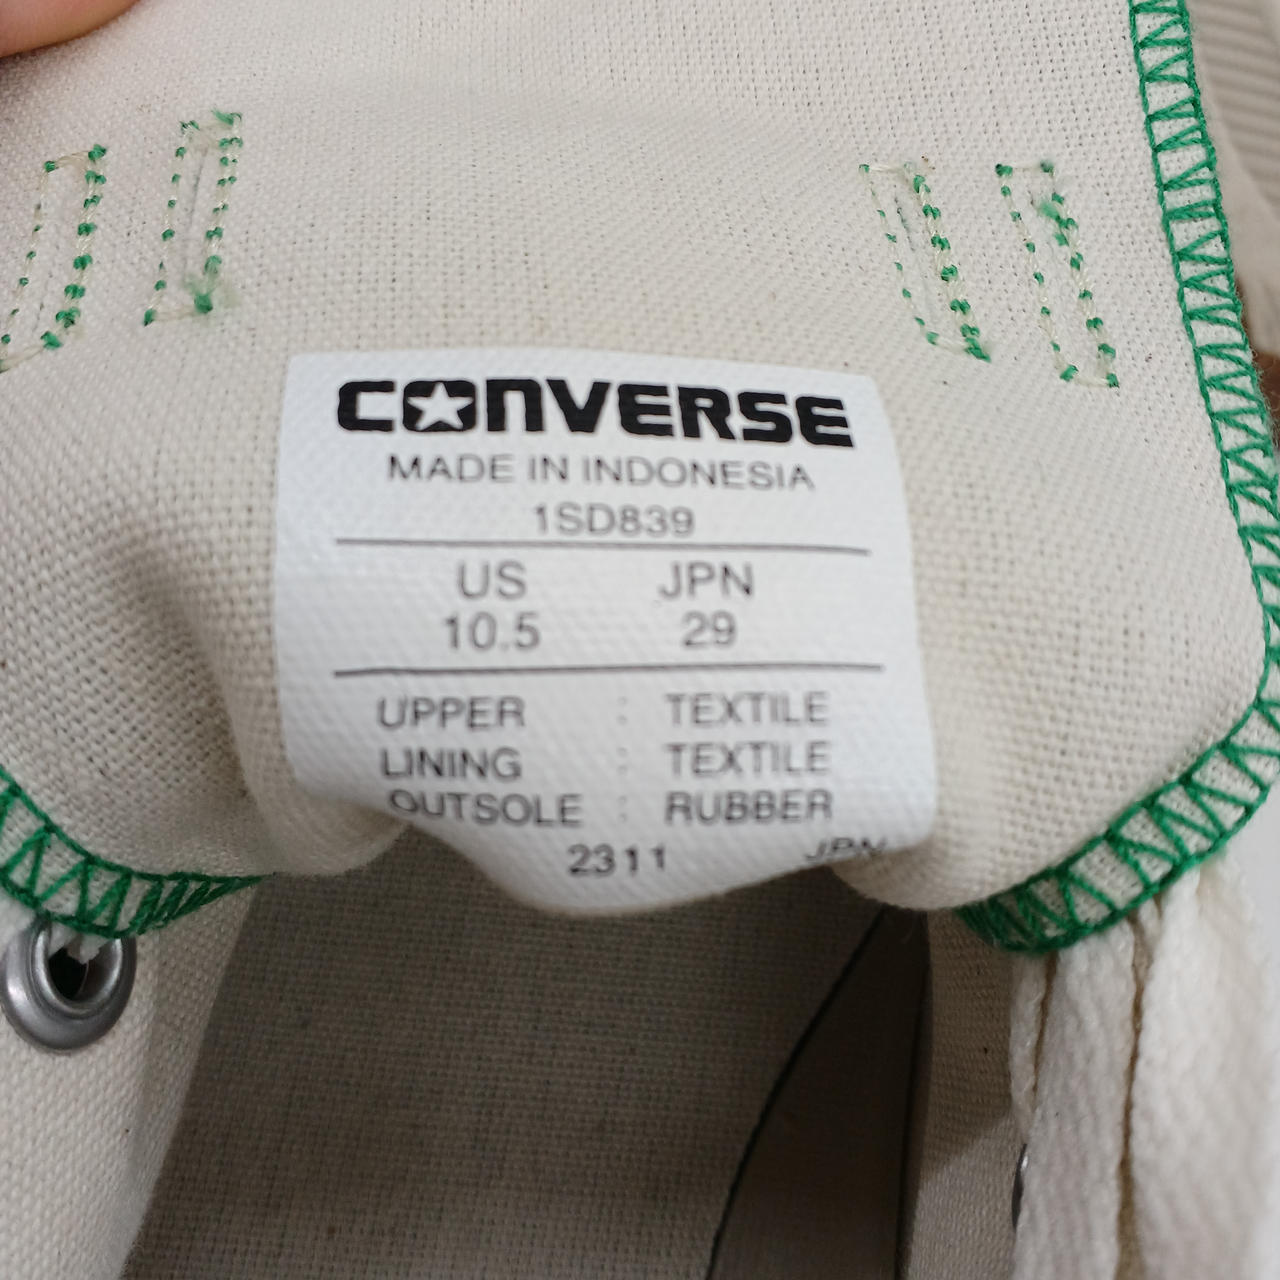 CONVERSE
MADE IN INDONESIA
1SD839
US JPN
10.5 29
UPPER : TEXTILE
LINING : TEXTILE
OUTSOLE : RUBBER
2311 JPN